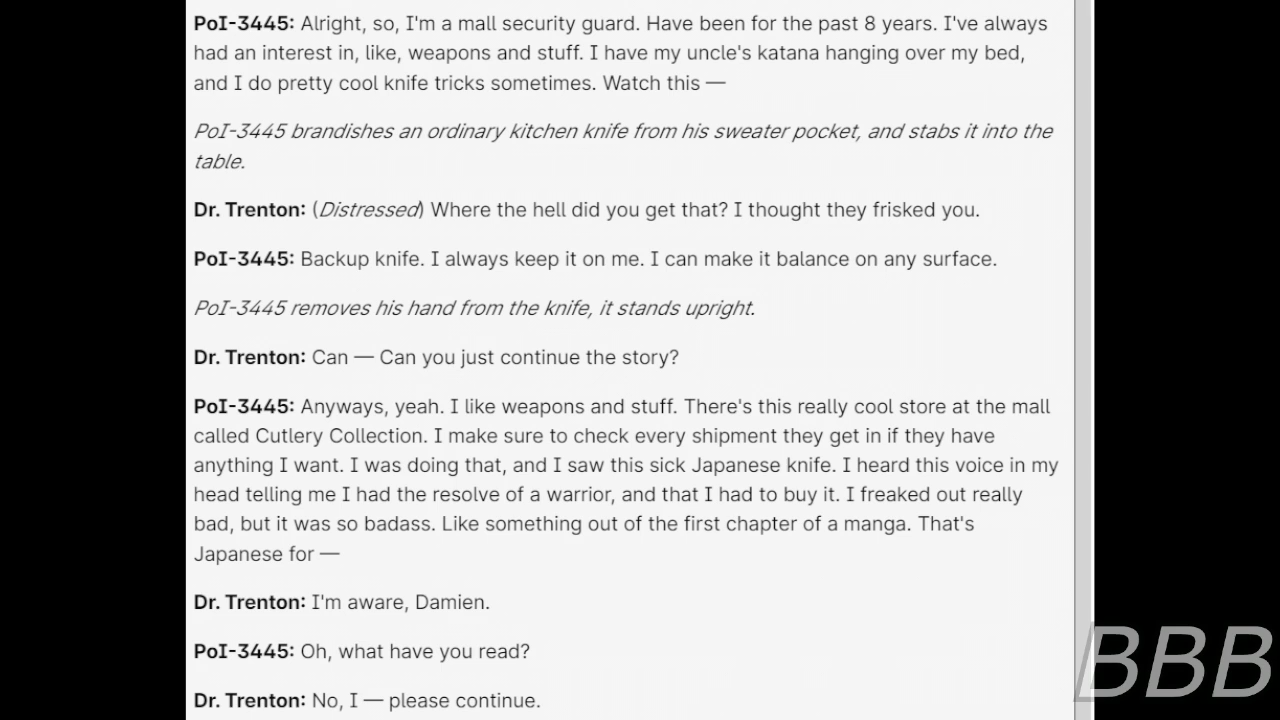 PoI-3445: Alright, so, I'm a mall security guard. Have been for the past 8 years. I've always
had an interest in, like, weapons and stuff. I have my uncle's katana hanging over my bed,
and I do pretty cool knife tricks sometimes. Watch this —
PoI-3445 brandishes an ordinary kitchen knife from his sweater pocket, and stabs it into the
table.
Dr. Trenton: (Distressed) Where the hell did you get that? I thought they frisked you.
PoI-3445: Backup knife. I always keep it on me. I can make it balance on any surface.
PoI-3445 removes his hand from the knife, it stands upright.
Dr. Trenton: Can — Can you just continue the story?
PoI-3445: Anyways, yeah. I like weapons and stuff. There's this really cool store at the mall
called Cutlery Collection. I make sure to check every shipment they get in if they have
anything I want. I was doing that, and I saw this sick Japanese knife. I heard this voice in my
head telling me I had the resolve of a warrior, and that I had to buy it. I freaked out really
bad, but it was so badass. Like something out of the first chapter of a manga. That's
Japanese for —
Dr. Trenton: I'm aware, Damien.
PoI-3445: Oh, what have you read?
Dr. Trenton: No, I — please continue.
BBB